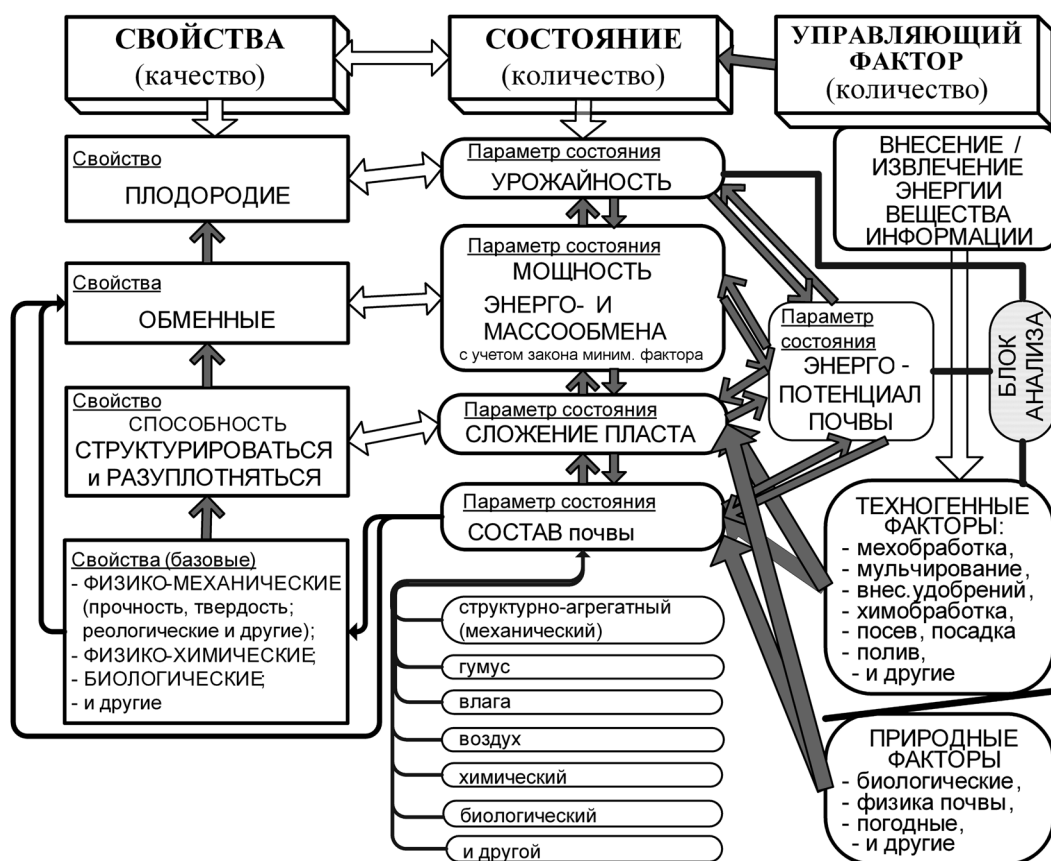 СВОЙСТВА
(качество)
СОСТОЯНИЕ
(количество)
УПРАВЛЯЮЩИЙ
ФАКТОР
(количество)
Свойство
ПЛОДОРОДИЕ
Свойства
ОБМЕННЫЕ
Свойство
СПОСОБНОСТЬ
СТРУКТУРИРОВАТЬСЯ
и РАЗУПЛОТНЯТЬСЯ
Свойства (базовые)
- ФИЗИКО-МЕХАНИЧЕСКИЕ
(прочность, твердость;
реологические и другие);
- ФИЗИКО-ХИМИЧЕСКИЕ;
- БИОЛОГИЧЕСКИЕ;
- и другие
Параметр состояния
УРОЖАЙНОСТЬ
Параметр состояния
МОЩНОСТЬ
ЭНЕРГО- И
МАССООБМЕНА
с учетом закона миним. фактора
Параметр состояния
СЛОЖЕНИЕ ПЛАСТА
Параметр состояния
СОСТАВ почвы
структурно-агрегатный
(механический)
гумус
влага
воздух
химический
биологический
и другой
Параметр
состояния
ЭНЕРГО -
ПОТЕНЦИАЛ
ПОЧВЫ
ВНЕСЕНИЕ /
ИЗВЛЕЧЕНИЕ
ЭНЕРГИИ
ВЕЩЕСТВА
ИНФОРМАЦИИ
БЛОК
АНАЛИЗА
ТЕХНОГЕННЫЕ
ФАКТОРЫ:
- мехобработка,
- мульчирование,
- внес.удобрений,
- химобработка,
- посев, посадка
- полив,
- и другие
ПРИРОДНЫЕ
ФАКТОРЫ
- биологические,
- физика почвы,
- погодные,
- и другие